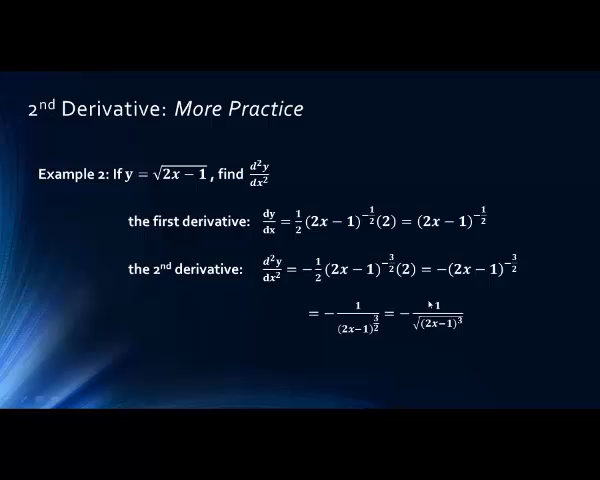 2nd Derivative: More Practice
Example 2: If y = √(2x − 1) , find d²y/dx²
the first derivative: dy/dx = 1/2 (2x − 1)^(−1/2) (2) = (2x − 1)^(−1/2)
the 2nd derivative: d²y/dx² = −1/2 (2x − 1)^(−3/2) (2) = −(2x − 1)^(−3/2)
= − 1/(2x−1)^(3/2) = − 1/√((2x−1)³)